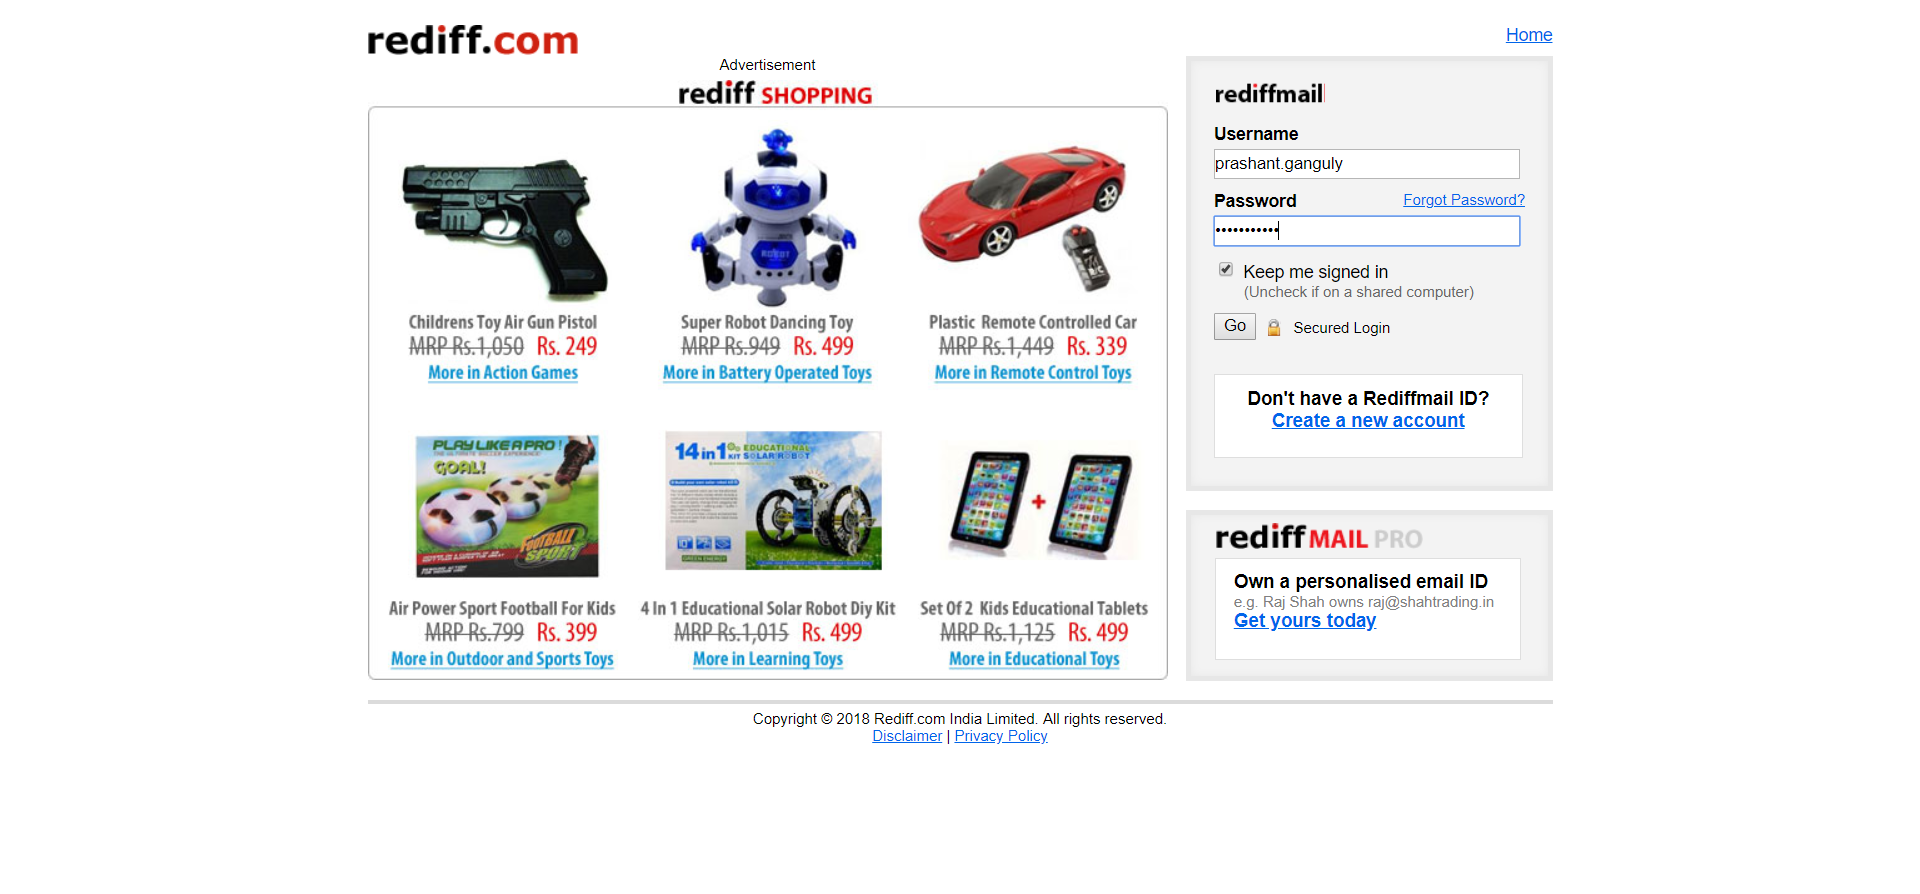 rediff.com
Home
Advertisement
rediff SHOPPING
Childrens Toy Air Gun Pistol
MRP Rs.1,050 Rs. 249
More in Action Games
ROBOT
Super Robot Dancing Toy
MRP Rs.949 Rs. 499
More in Battery Operated Toys
R/C
Plastic Remote Controlled Car
MRP Rs.1,449 Rs. 339
More in Remote Control Toys
PLAY LIKE A PRO !
THE ULTIMATE SOCCER EXPERIENCE!
GOAL!
FOOTBALL
SPORT
Air Power Sport Football For Kids
MRP Rs.799 Rs. 399
More in Outdoor and Sports Toys
14 in 1 EDUCATIONAL
KIT SOLAR ROBOT
GREEN ENERGY
4 In 1 Educational Solar Robot Diy Kit
MRP Rs.1,015 Rs. 499
More in Learning Toys
+
Set Of 2 Kids Educational Tablets
MRP Rs.1,125 Rs. 499
More in Educational Toys
rediffmail
Username
prashant.ganguly
Password Forgot Password?
•••••••••••
Keep me signed in
(Uncheck if on a shared computer)
Go Secured Login
Don't have a Rediffmail ID?
Create a new account
rediff MAIL PRO
Own a personalised email ID
e.g. Raj Shah owns raj@shahtrading.in
Get yours today
Copyright © 2018 Rediff.com India Limited. All rights reserved.
Disclaimer | Privacy Policy